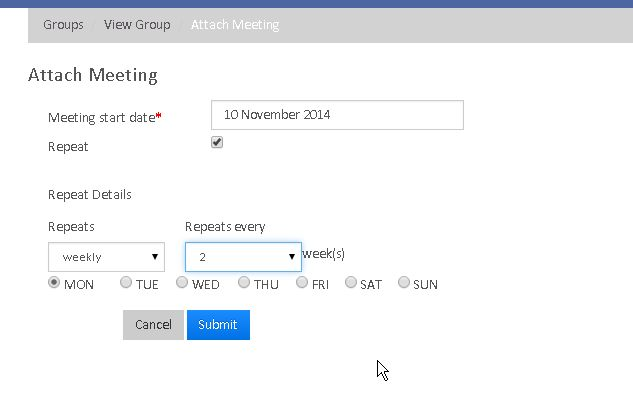 Groups / View Group / Attach Meeting
Attach Meeting
Meeting start date* 10 November 2014
Repeat
Repeat Details
Repeats Repeats every
weekly 2 week(s)
MON TUE WED THU FRI SAT SUN
Cancel Submit